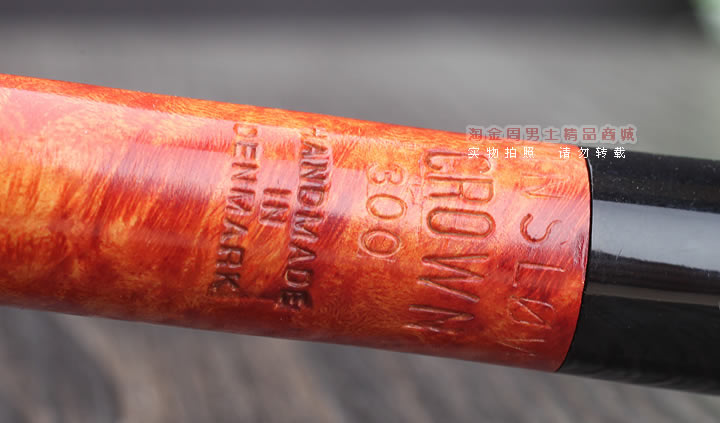 淘金周男士精品商城
实物拍照 请勿转载
CROWN
300
HANDMADE
IN
DENMARK